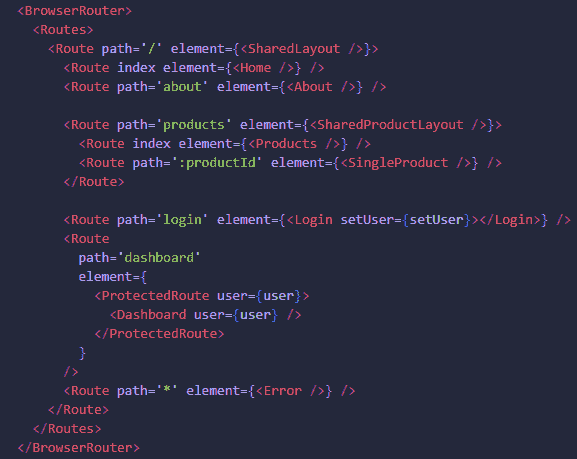 <BrowserRouter>
<Routes>
<Route path='/' element={<SharedLayout />}>
<Route index element={<Home />} />
<Route path='about' element={<About />} />
<Route path='products' element={<SharedProductLayout />}>
<Route index element={<Products />} />
<Route path=':productId' element={<SingleProduct />} />
</Route>
<Route path='login' element={<Login setUser={setUser}></Login>} />
<Route
path='dashboard'
element={
<ProtectedRoute user={user}>
<Dashboard user={user} />
</ProtectedRoute>
}
/>
<Route path='*' element={<Error />} />
</Route>
</Routes>
</BrowserRouter>